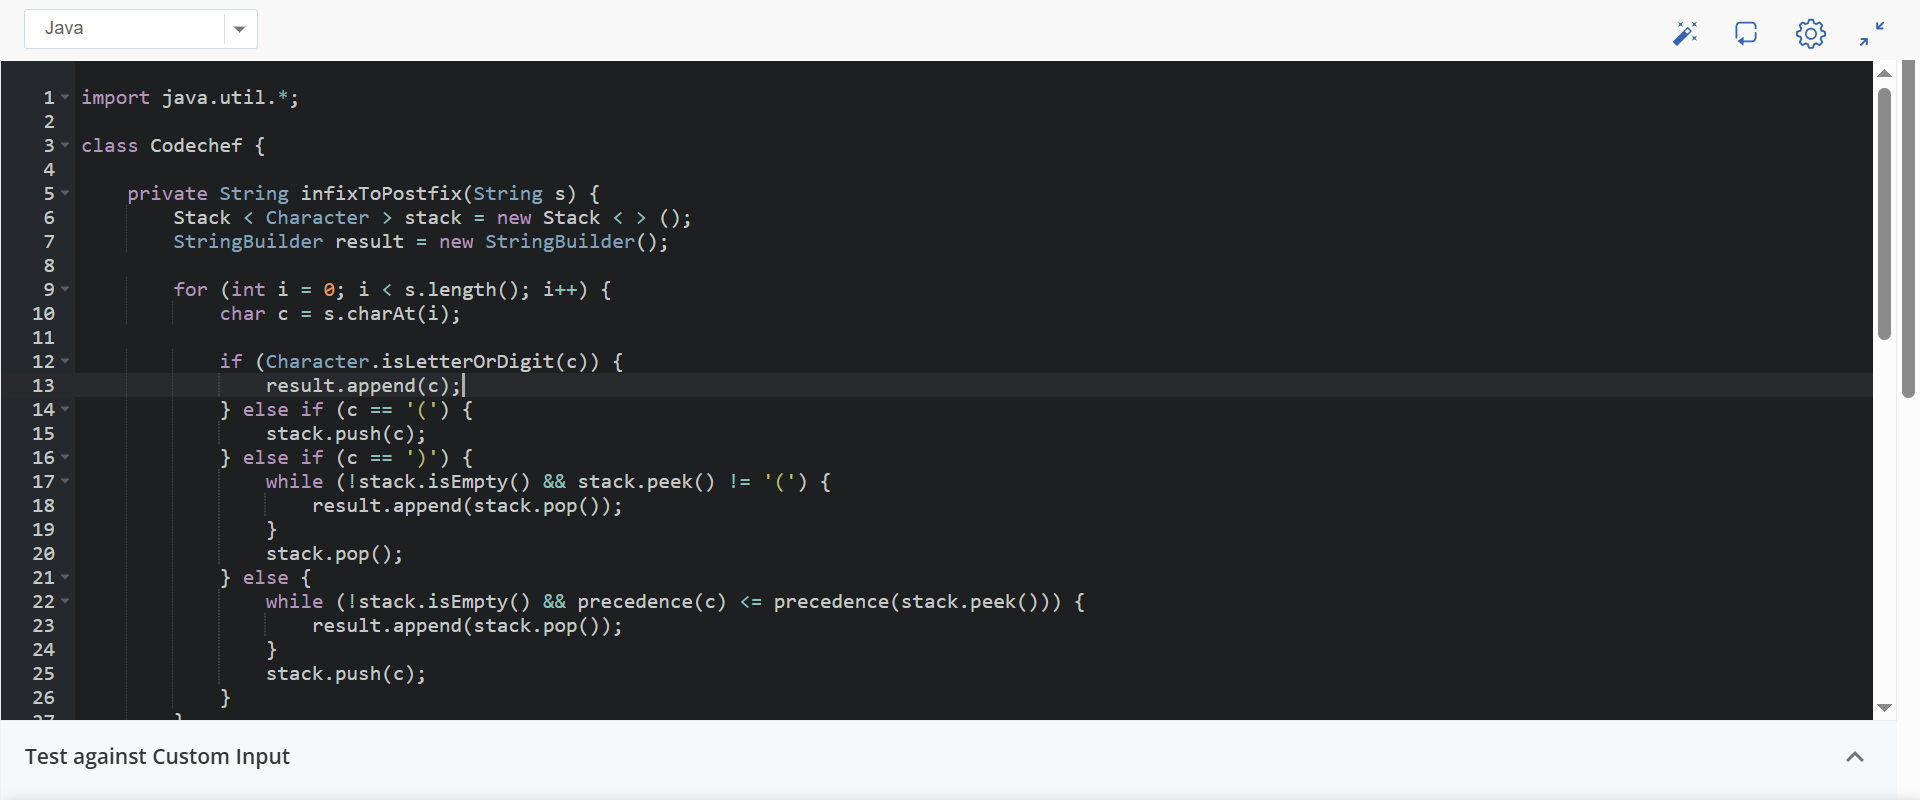 Java
1 import java.util.*;
2
3 class Codechef {
4
5     private String infixToPostfix(String s) {
6         Stack < Character > stack = new Stack < > ();
7         StringBuilder result = new StringBuilder();
8
9         for (int i = 0; i < s.length(); i++) {
10             char c = s.charAt(i);
11
12             if (Character.isLetterOrDigit(c)) {
13                 result.append(c);
14             } else if (c == '(') {
15                 stack.push(c);
16             } else if (c == ')') {
17                 while (!stack.isEmpty() && stack.peek() != '(') {
18                     result.append(stack.pop());
19                 }
20                 stack.pop();
21             } else {
22                 while (!stack.isEmpty() && precedence(c) <= precedence(stack.peek())) {
23                     result.append(stack.pop());
24                 }
25                 stack.push(c);
26             }
27         }
Test against Custom Input